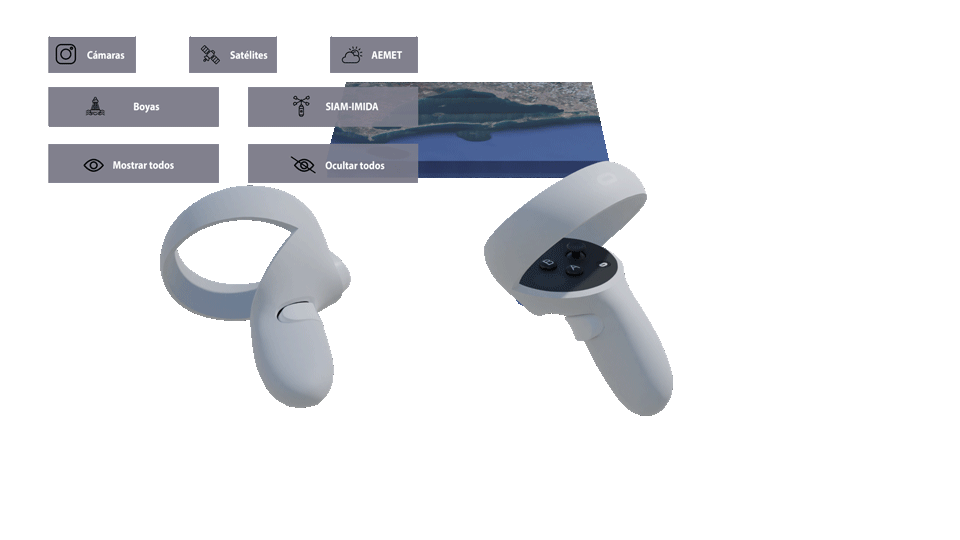 Cámaras
Satélites
AEMET
Boyas
SIAM-IMIDA
Mostrar todos
Ocultar todos